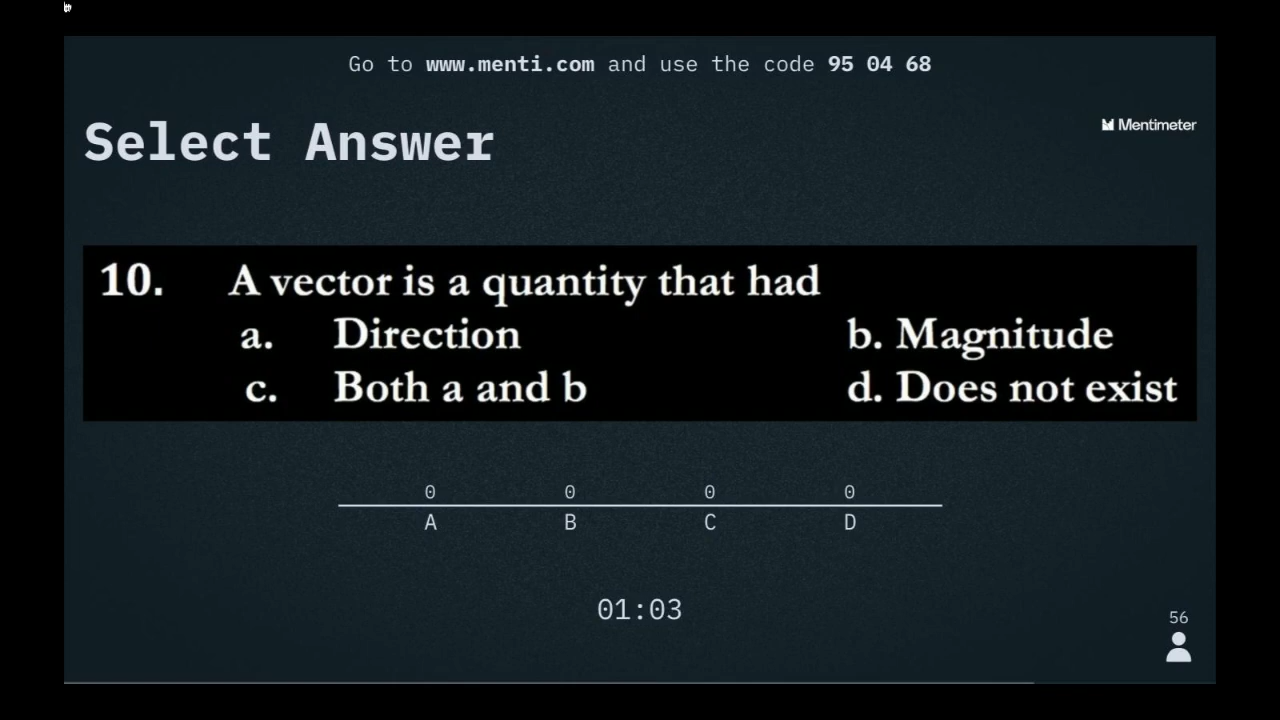 Go to www.menti.com and use the code 95 04 68
Select Answer
Mentimeter
10. A vector is a quantity that had
a. Direction b. Magnitude
c. Both a and b d. Does not exist
0 0 0 0
A B C D
01:03
56